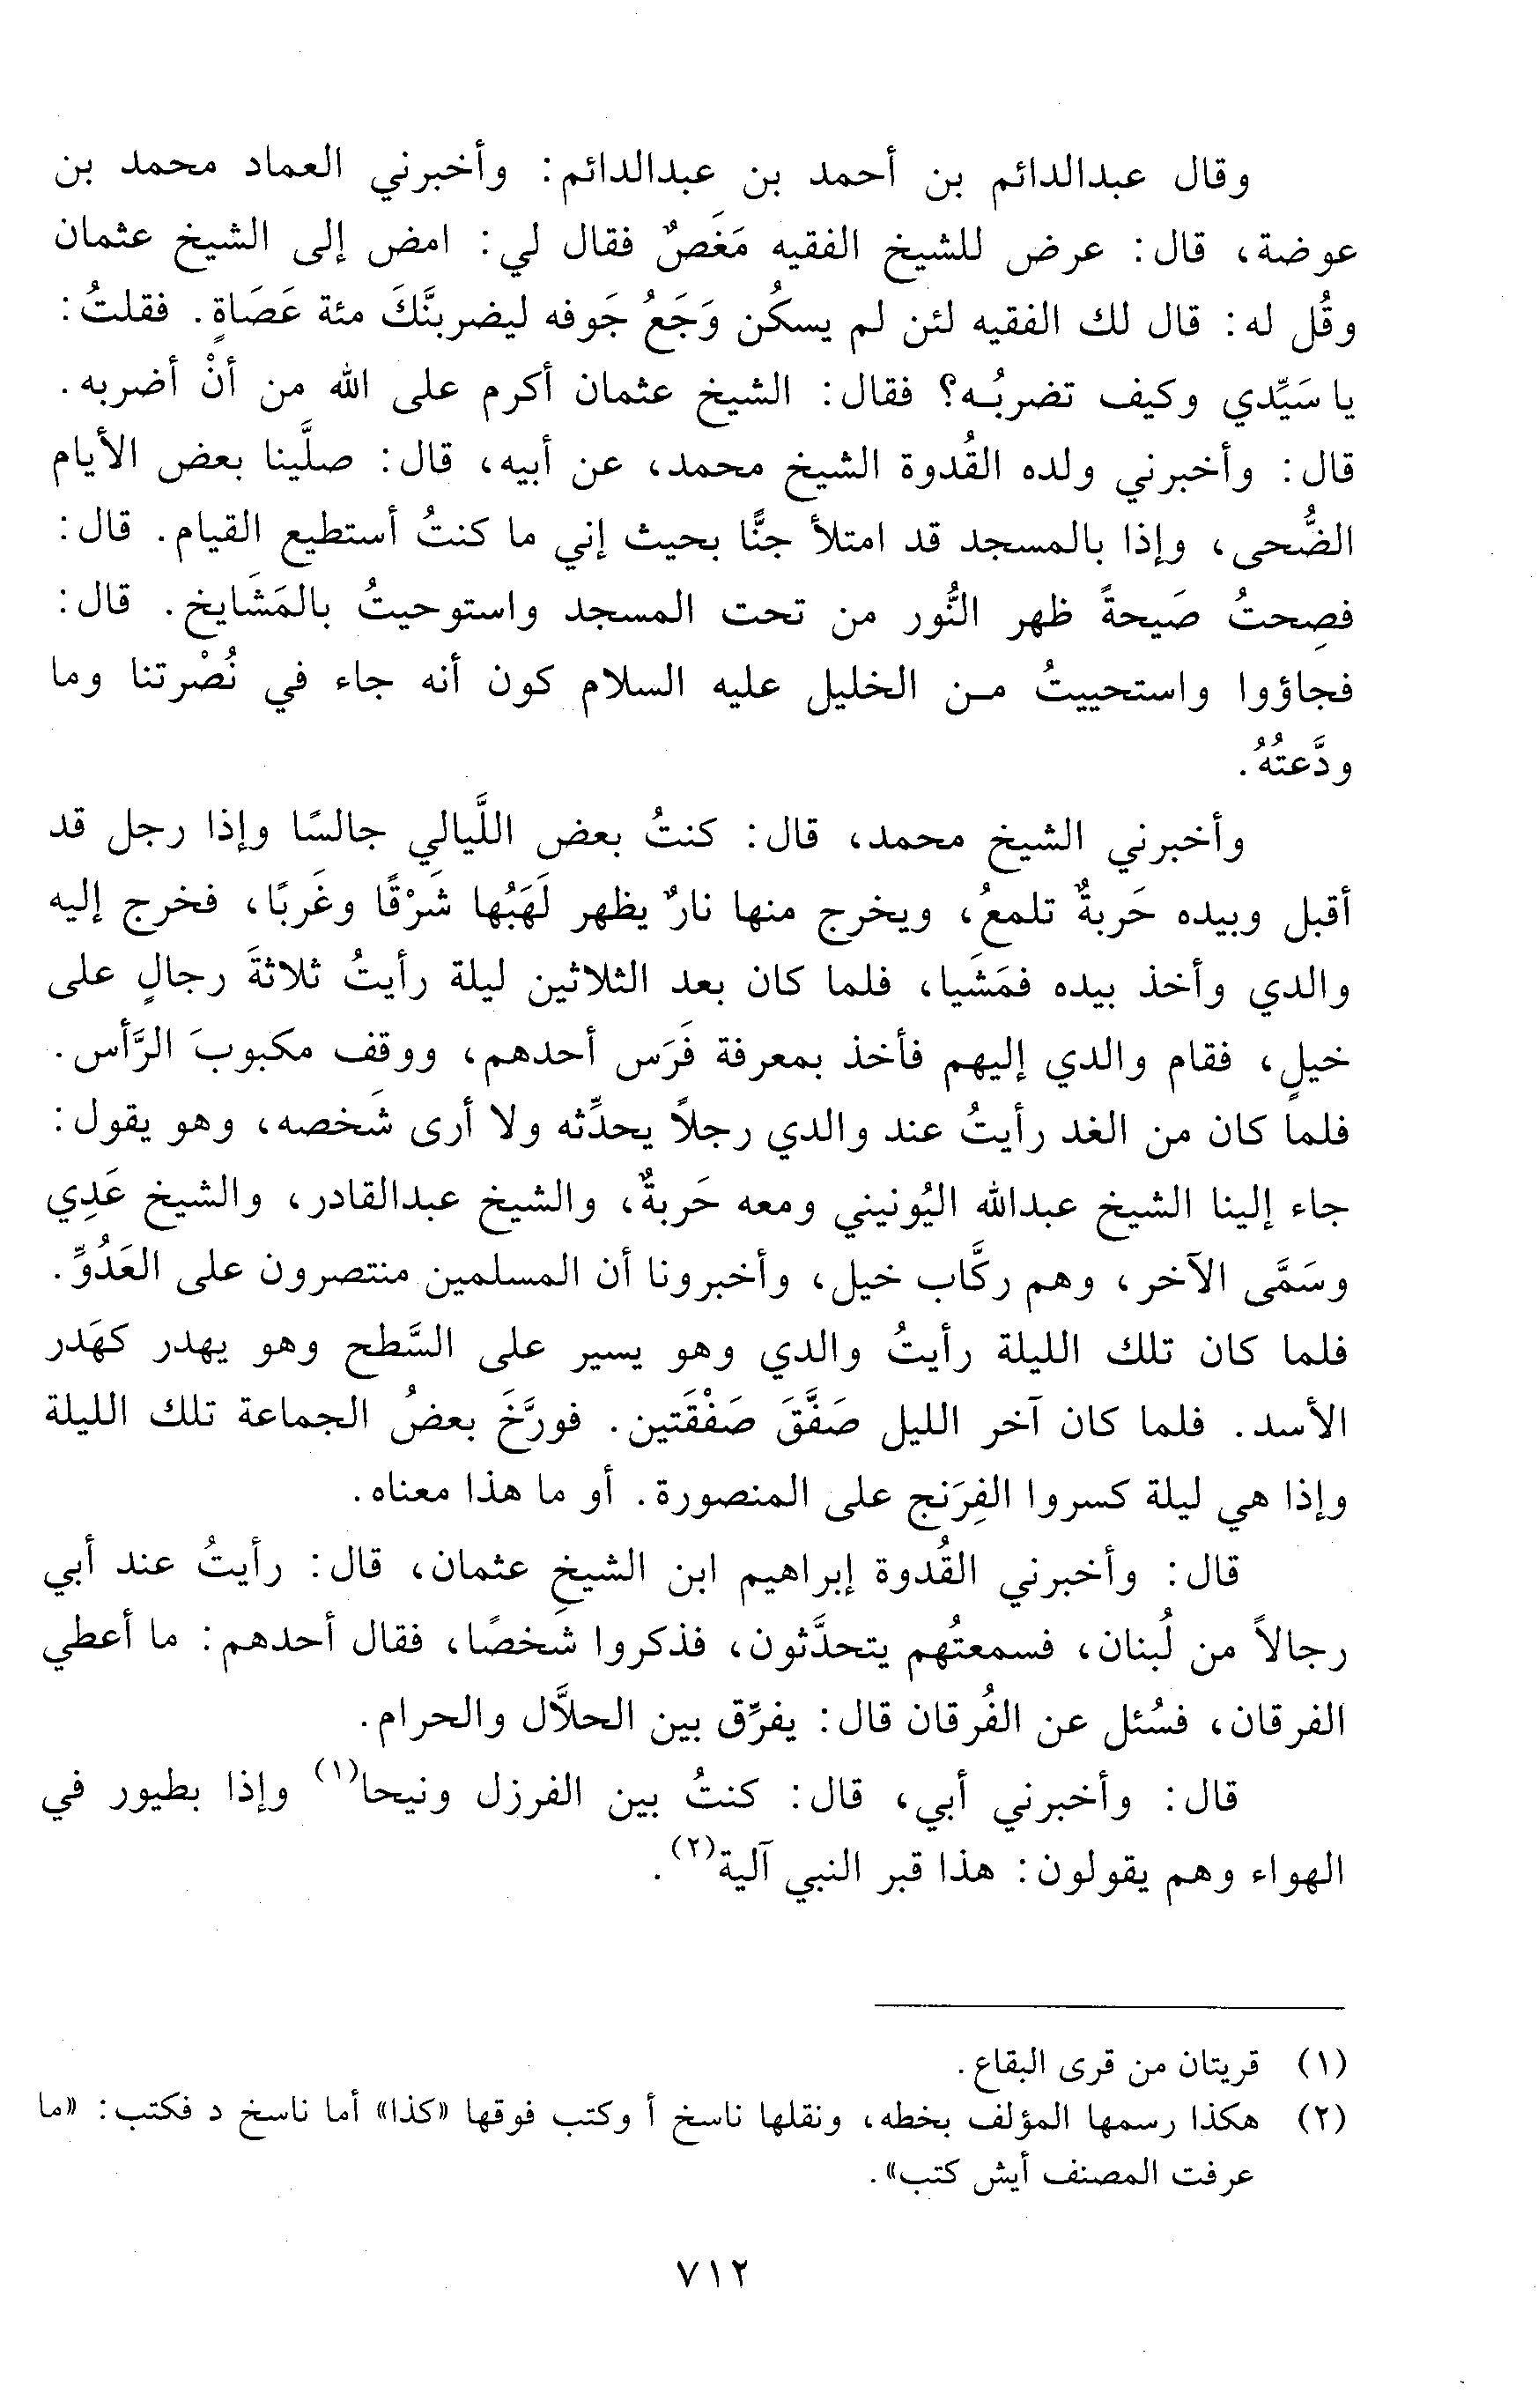 وقال عبدالدائم بن أحمد بن عبدالدائم: وأخبرني العماد محمد بن
عوضة، قال: عرض للشيخ الفقيه مَغَصٌ فقال لي: امض إلى الشيخ عثمان
وقُل له: قال لك الفقيه لئن لم يسكُن وَجَعُ جَوفه ليضربنَّكَ مئة عَصَاةٍ. فقلتُ:
يا سَيِّدي وكيف تضربُـه؟ فقال: الشيخ عثمان أكرم على الله من أنْ أضربه.
قال: وأخبرني ولده القُدوة الشيخ محمد، عن أبيه، قال: صلَّينا بعض الأيام
الضُّحى، وإذا بالمسجد قد امتلأ جنًّا بحيث إني ما كنتُ أستطيع القيام. قال:
فصِحتُ صَيحةً ظهر النُّور من تحت المسجد واستوحيتُ بالمَشَايخ. قال:
فجاؤوا واستحييتُ مـن الخليل عليه السلام كون أنه جاء في نُصْرتنا وما
ودَّعتُهُ.
وأخبرني الشيخ محمد، قال: كنتُ بعض اللَّيالي جالسًا وإذا رجل قد
أقبل وبيده حَربةٌ تلمعُ، ويخرج منها نارٌ يظهر لَهَبُها شَرْقًا وغَربًا، فخرج إليه
والدي وأخذ بيده فمَشَيا، فلما كان بعد الثلاثين ليلة رأيتُ ثلاثةَ رجالٍ على
خيلٍ، فقام والدي إليهم فأخذ بمعرفة فَرَس أحدهم، ووقف مكبوبَ الرَّأس.
فلما كان من الغد رأيتُ عند والدي رجلاً يحدِّثه ولا أرى شَخصه، وهو يقول:
جاء إلينا الشيخ عبدالله اليُونيني ومعه حَربةٌ، والشيخ عبدالقادر، والشيخ عَدِي
وسَمَّى الآخر، وهم ركَّاب خيل، وأخبرونا أن المسلمين منتصرون على العَدُوِّ.
فلما كان تلك الليلة رأيتُ والدي وهو يسير على السَّطح وهو يهدر كهَدر
الأسد. فلما كان آخر الليل صَفَّقَ صَفْقَتين. فورَّخَ بعضُ الجماعة تلك الليلة
وإذا هي ليلة كسروا الفِرَنج على المنصورة. أو ما هذا معناه.
قال: وأخبرني القُدوة إبراهيم ابن الشيخِ عثمان، قال: رأيتُ عند أبي
رجالاً من لُبنان، فسمعتُهم يتحدَّثون، فذكروا شخصًا، فقال أحدهم: ما أعطي
الفرقان، فسُئل عن الفُرقان قال: يفرِّق بين الحلاَّل والحرام.
قال: وأخبرني أبي، قال: كنتُ بين الفرزل ونيحا(١) وإذا بطيور في
الهواء وهم يقولون: هذا قبر النبي آلية(٢).
(١) قريتان من قرى البقاع.
(٢) هكذا رسمها المؤلف بخطه، ونقلها ناسخ أ وكتب فوقها «كذا» أما ناسخ د فكتب: «ما
عرفت المصنف أيش كتب».
٧١٢